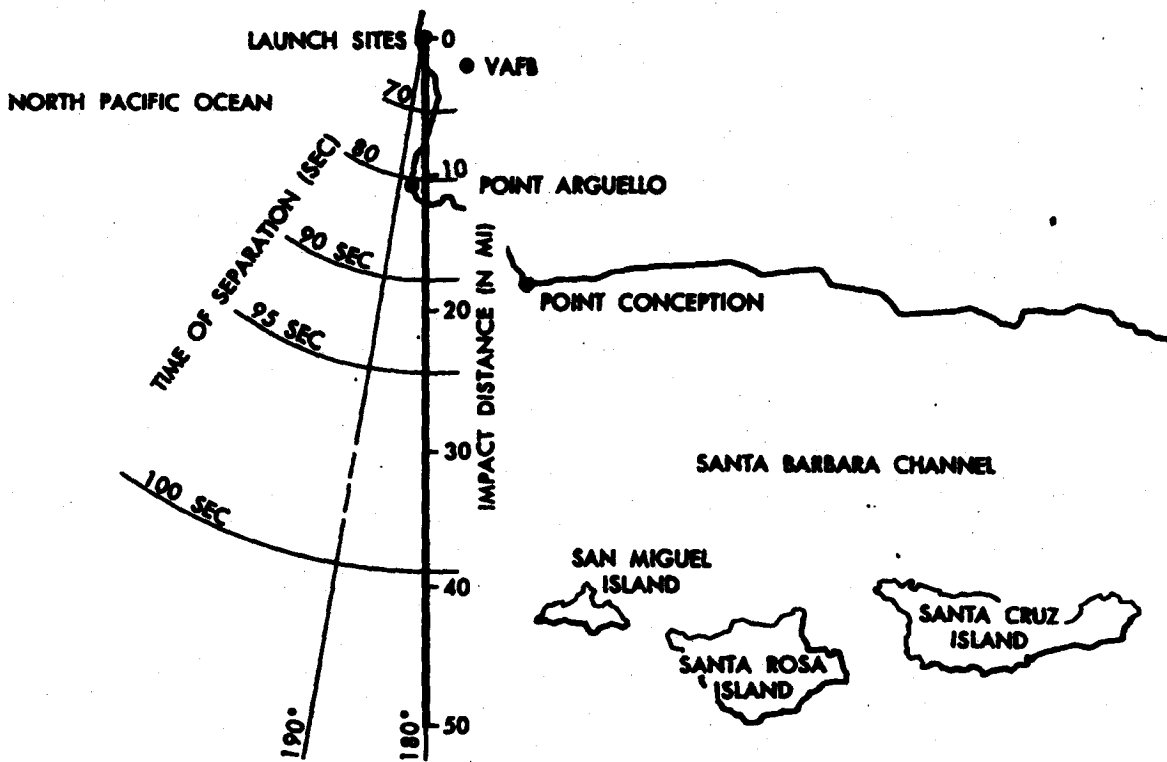 LAUNCH SITES
0
VAFB
NORTH PACIFIC OCEAN
70
80
10
POINT ARGUELLO
TIME OF SEPARATION (SEC)
90 SEC
IMPACT DISTANCE (N MI)
POINT CONCEPTION
20
95 SEC
30
SANTA BARBARA CHANNEL
100 SEC
SAN MIGUEL
ISLAND
40
SANTA CRUZ
ISLAND
SANTA ROSA
ISLAND
190°
180°
50